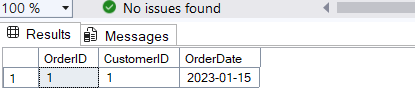 100 % No issues found
Results Messages
OrderID CustomerID OrderDate
1 1 1 2023-01-15